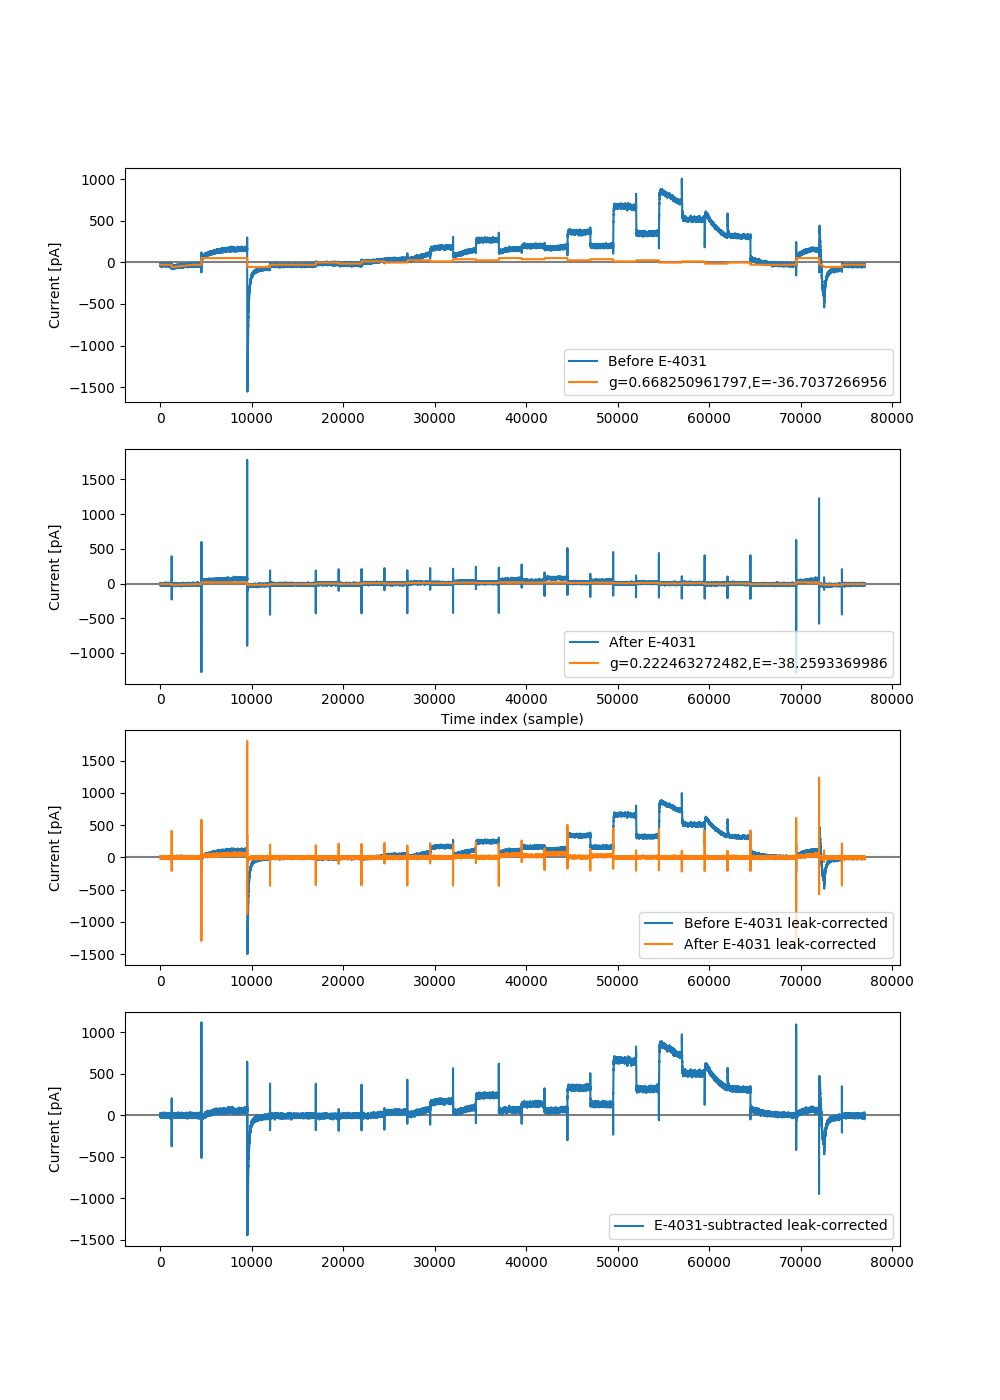 1000
500
0
−500
−1000
−1500
Current [pA]
Before E-4031
g=0.668250961797,E=-36.7037266956
0 10000 20000 30000 40000 50000 60000 70000 80000
1500
1000
500
0
−500
−1000
Current [pA]
After E-4031
g=0.222463272482,E=-38.2593369986
0 10000 20000 30000 40000 50000 60000 70000 80000
Time index (sample)
1500
1000
500
0
−500
−1000
−1500
Current [pA]
Before E-4031 leak-corrected
After E-4031 leak-corrected
0 10000 20000 30000 40000 50000 60000 70000 80000
1000
500
0
−500
−1000
−1500
Current [pA]
E-4031-subtracted leak-corrected
0 10000 20000 30000 40000 50000 60000 70000 80000